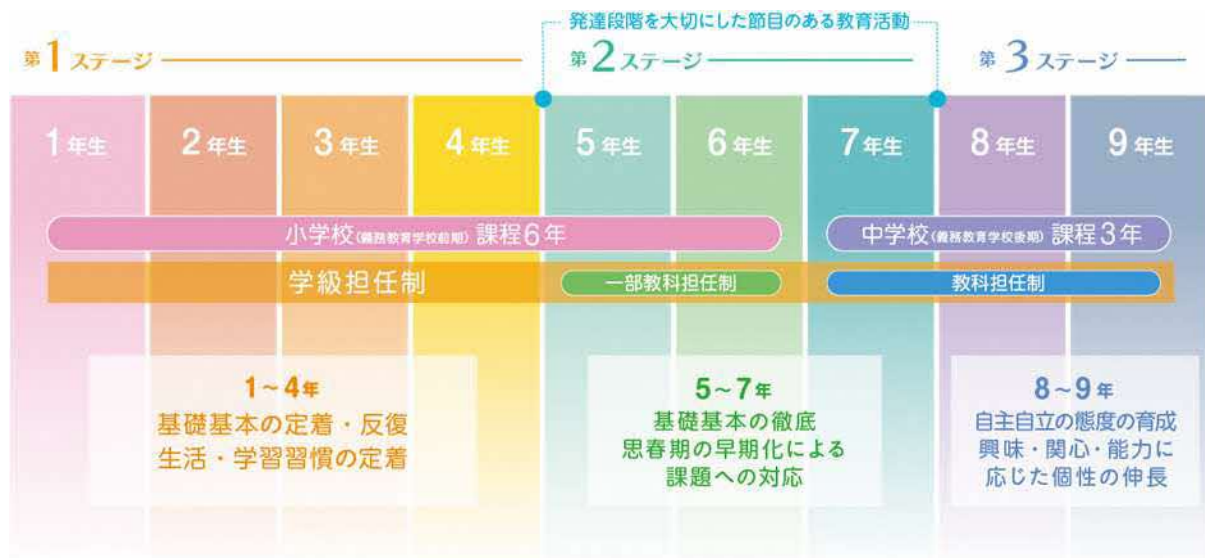 発達段階を大切にした節目のある教育活動
第1ステージ
第2ステージ
第3ステージ
1年生
2年生
3年生
4年生
5年生
6年生
7年生
8年生
9年生
小学校(義務教育学校前期)課程6年
中学校(義務教育学校後期)課程3年
学級担任制
一部教科担任制
教科担任制
1~4年
基礎基本の定着・反復
生活・学習習慣の定着
5~7年
基礎基本の徹底
思春期の早期化による
課題への対応
8~9年
自主自立の態度の育成
興味・関心・能力に
応じた個性の伸長